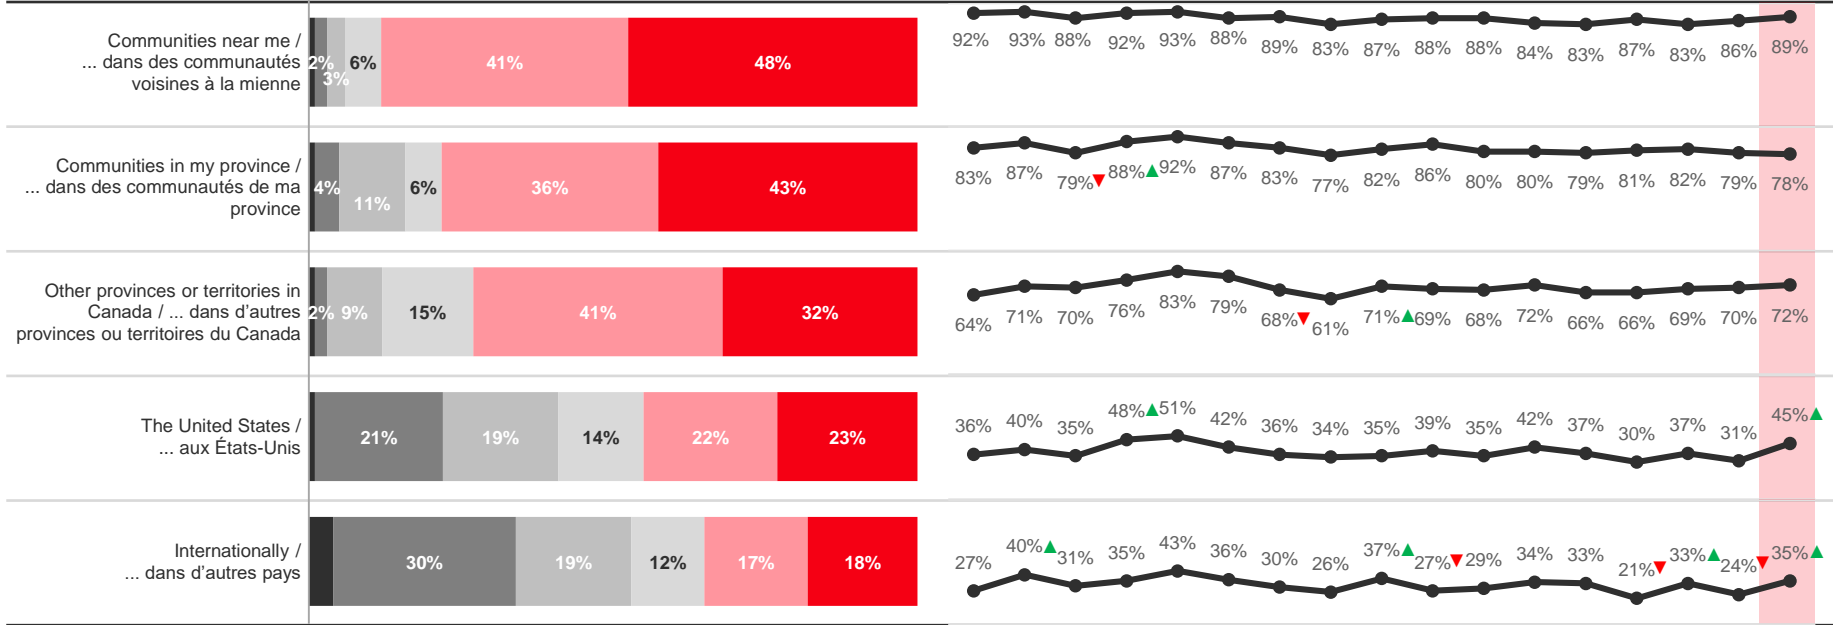 Communities near me /
... dans des communautés
voisines à la mienne
2%
3%
6%
41%
48%
92% 93% 88% 92% 93% 88% 89% 83% 87% 88% 88% 84% 83% 87% 83% 86% 89%
Communities in my province /
... dans des communautés de ma
province
4%
11%
6%
36%
43%
83% 87% 79% 88% 92% 87% 83% 77% 82% 86% 80% 80% 79% 81% 82% 79% 78%
Other provinces or territories in
Canada / ... dans d'autres
provinces ou territoires du Canada
2%
9%
15%
41%
32%
64% 71% 70% 76% 83% 79% 68% 61% 71% 69% 68% 72% 66% 66% 69% 70% 72%
The United States /
... aux États-Unis
21%
19%
14%
22%
23%
36% 40% 35% 48% 51% 42% 36% 34% 35% 39% 35% 42% 37% 30% 37% 31% 45%
Internationally /
... dans d'autres pays
30%
19%
12%
17%
18%
27% 40% 31% 35% 43% 36% 30% 26% 37% 27% 29% 34% 33% 21% 33% 24% 35%